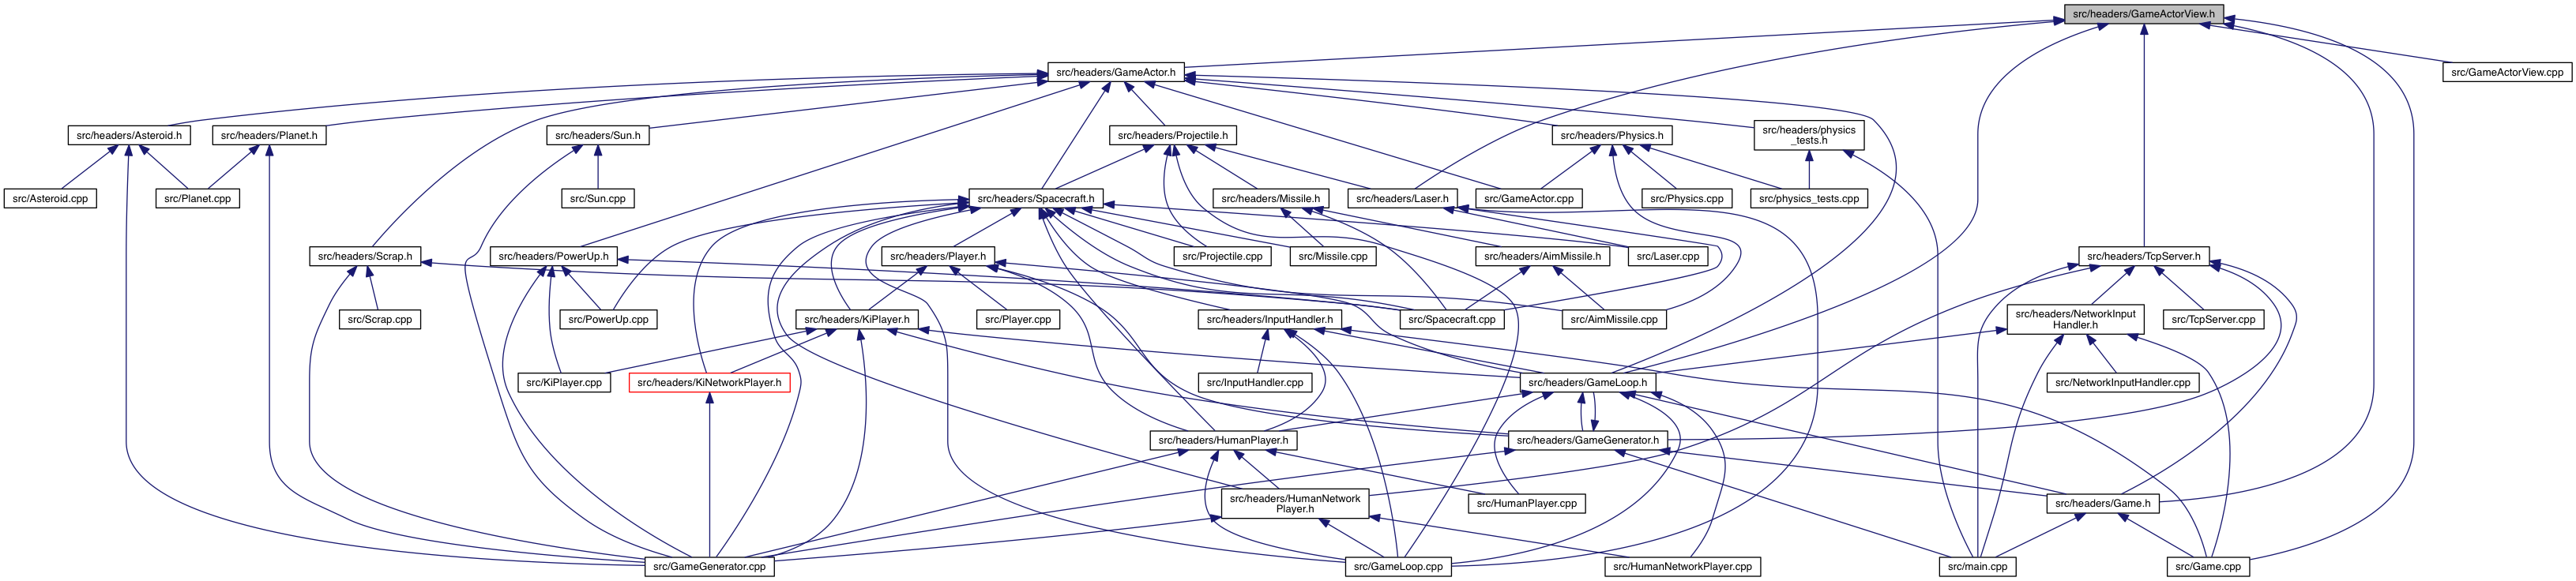 src/headers/GameActorView.h
src/headers/GameActor.h
src/GameActorView.cpp
src/headers/Asteroid.h
src/headers/Planet.h
src/headers/Sun.h
src/headers/Projectile.h
src/headers/Physics.h
src/headers/physics
_tests.h
src/Asteroid.cpp
src/Planet.cpp
src/Sun.cpp
src/headers/Spacecraft.h
src/headers/Missile.h
src/headers/Laser.h
src/GameActor.cpp
src/Physics.cpp
src/physics_tests.cpp
src/headers/Scrap.h
src/headers/PowerUp.h
src/headers/Player.h
src/Projectile.cpp
src/Missile.cpp
src/headers/AimMissile.h
src/Laser.cpp
src/headers/TcpServer.h
src/Scrap.cpp
src/PowerUp.cpp
src/headers/KiPlayer.h
src/Player.cpp
src/headers/InputHandler.h
src/Spacecraft.cpp
src/AimMissile.cpp
src/headers/NetworkInput
Handler.h
src/TcpServer.cpp
src/KiPlayer.cpp
src/headers/KiNetworkPlayer.h
src/InputHandler.cpp
src/headers/GameLoop.h
src/NetworkInputHandler.cpp
src/headers/HumanPlayer.h
src/headers/GameGenerator.h
src/headers/HumanNetwork
Player.h
src/HumanPlayer.cpp
src/headers/Game.h
src/GameGenerator.cpp
src/GameLoop.cpp
src/HumanNetworkPlayer.cpp
src/main.cpp
src/Game.cpp